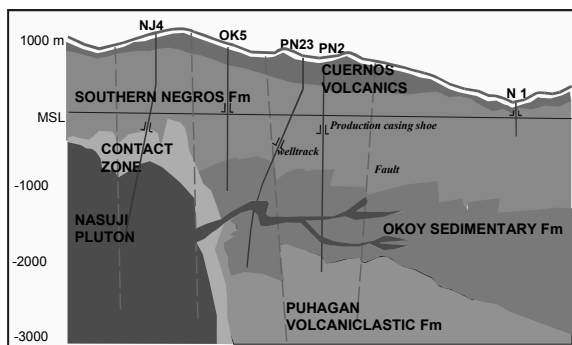 NJ4
OK5
PN23
PN2
1000 m
CUERNOS
VOLCANICS
N 1
SOUTHERN NEGROS Fm
MSL
Production casing shoe
CONTACT
ZONE
welltrack
Fault
-1000
NASUJI
PLUTON
OKOY SEDIMENTARY Fm
-2000
PUHAGAN
VOLCANICLASTIC Fm
-3000